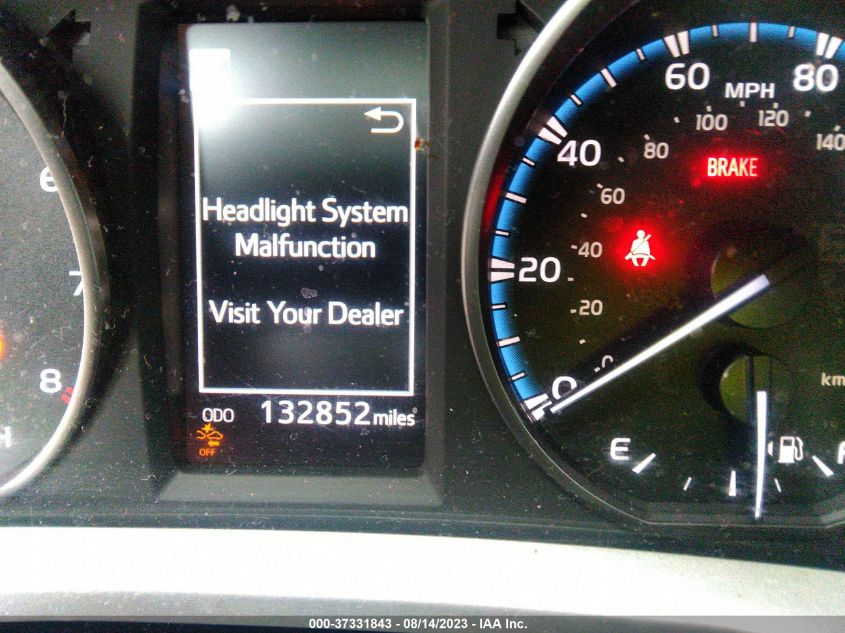 6
7
8
H
Headlight System
Malfunction
Visit Your Dealer
ODO 132852 miles
OFF
60 MPH 80
100 120
40 80 BRAKE 140
60
20 40
20
0 0
km
E F
000-37331843 - 08/14/2023 - IAA Inc.